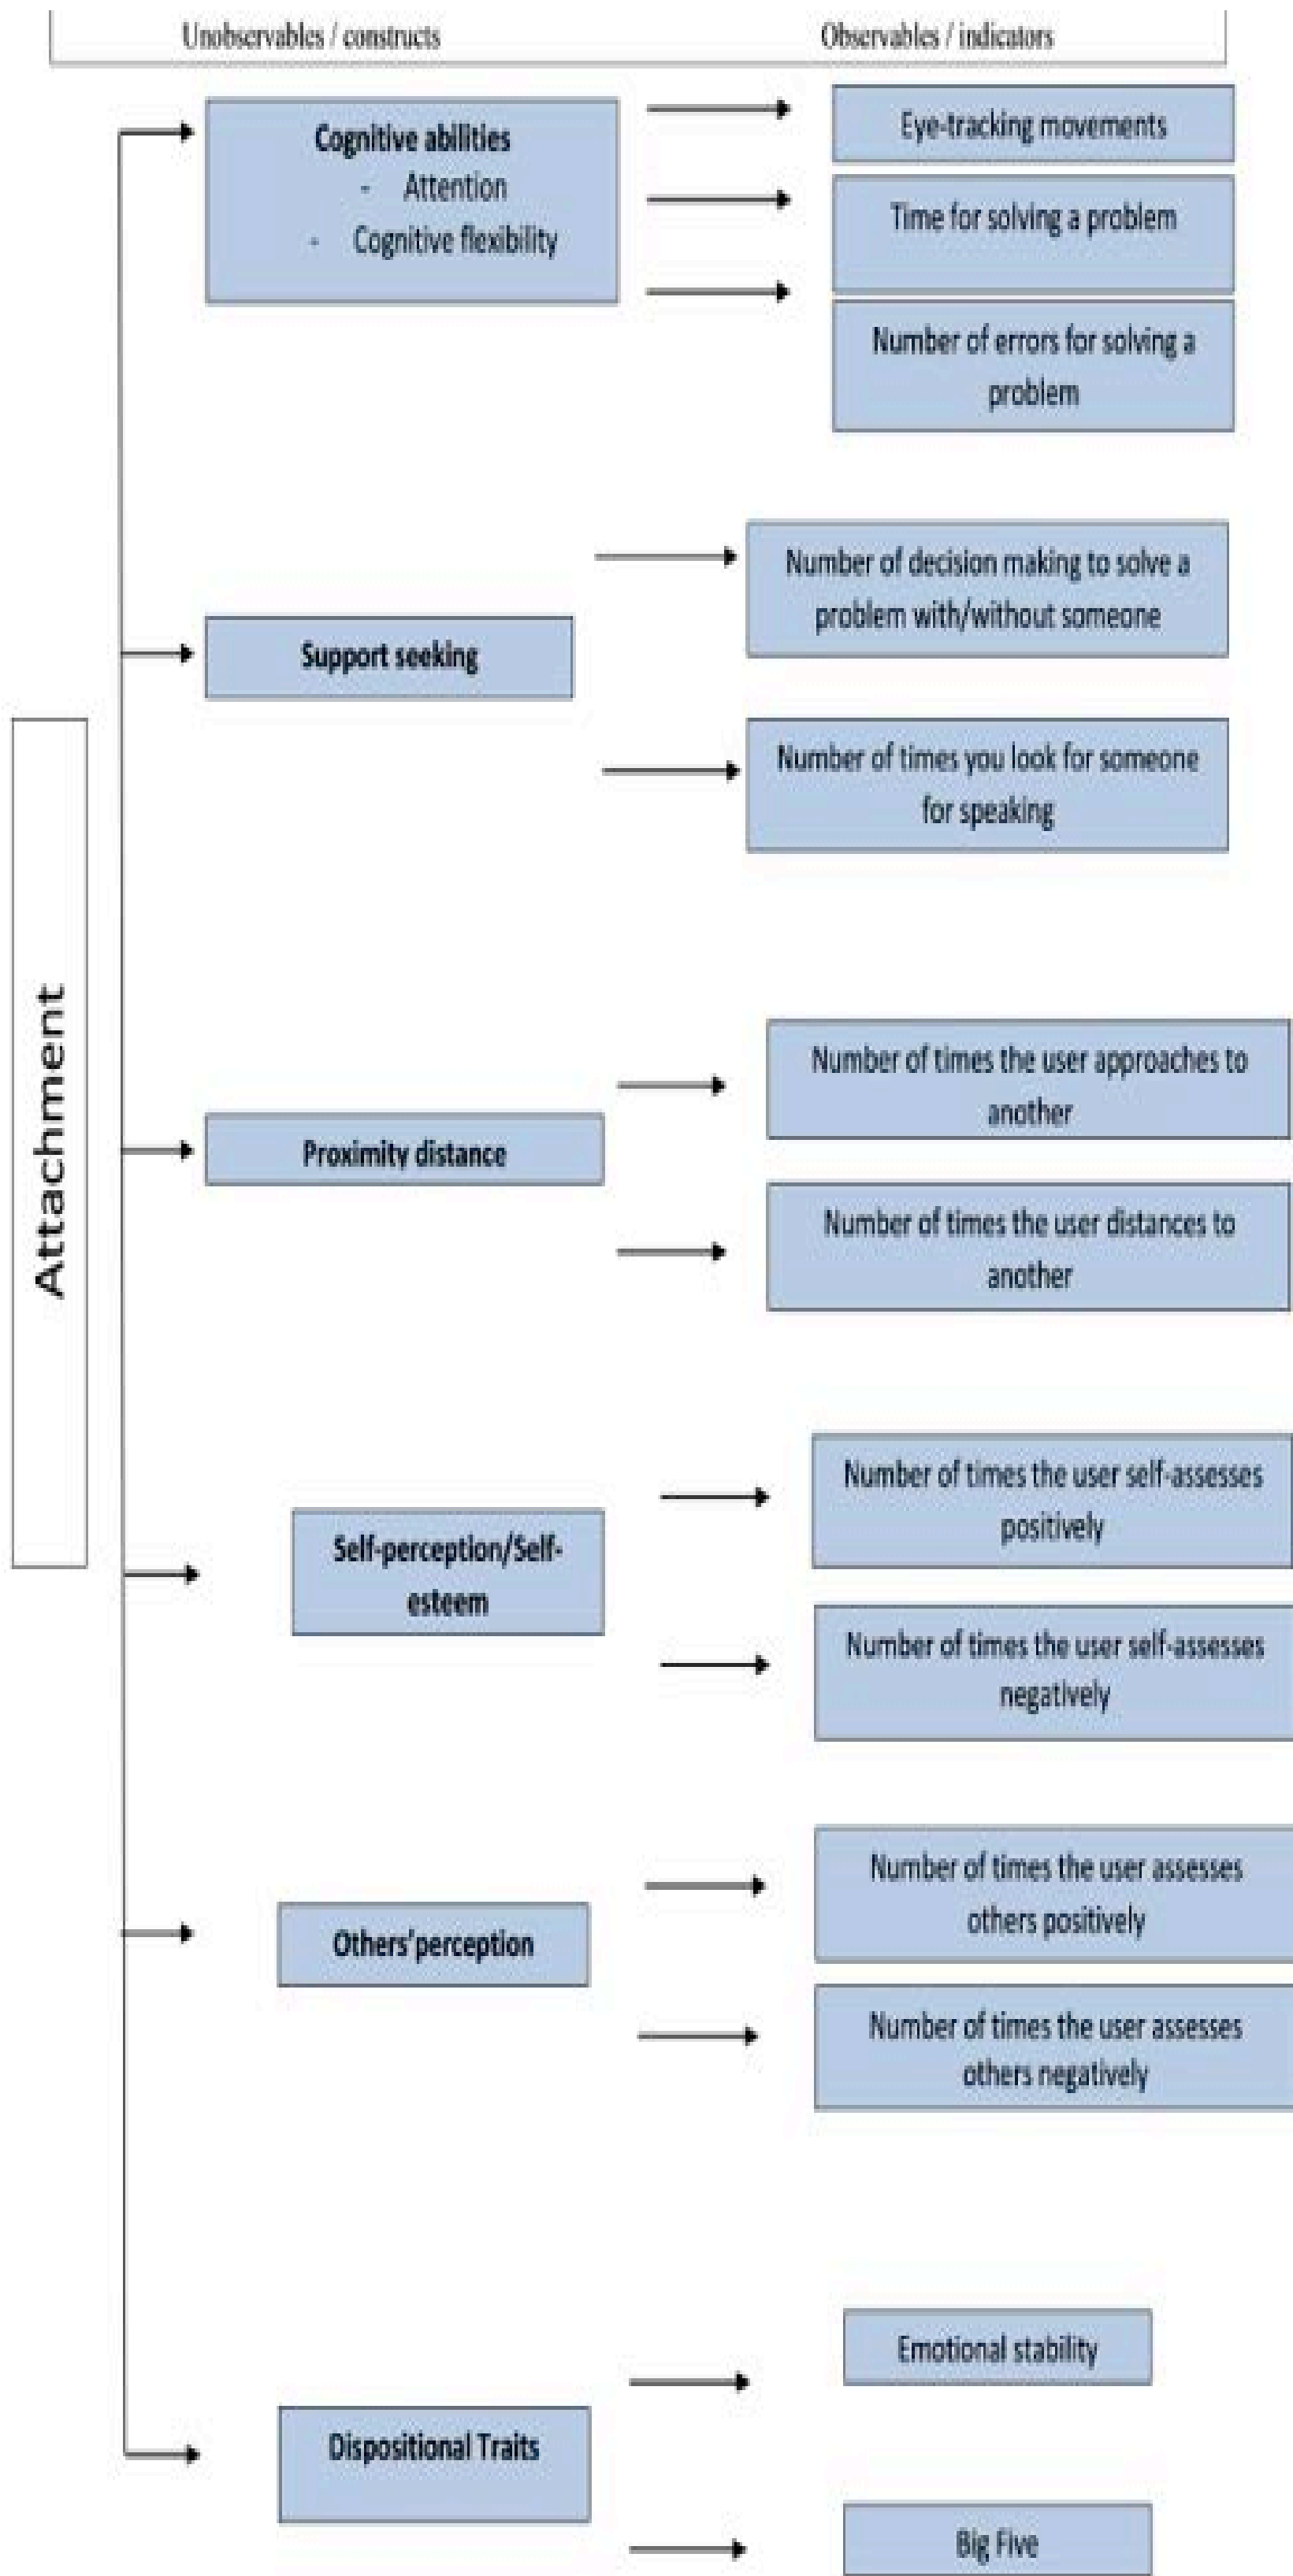 Unobservables / constructs
Observables / indicators
Attachment
Cognitive abilities
- Attention
- Cognitive flexibility
Eye-tracking movements
Time for solving a problem
Number of errors for solving a
problem
Support seeking
Number of decision making to solve a
problem with/without someone
Number of times you look for someone
for speaking
Proximity distance
Number of times the user approaches to
another
Number of times the user distances to
another
Self-perception/Self-
esteem
Number of times the user self-assesses
positively
Number of times the user self-assesses
negatively
Others'perception
Number of times the user assesses
others positively
Number of times the user assesses
others negatively
Dispositional Traits
Emotional stability
Big Five